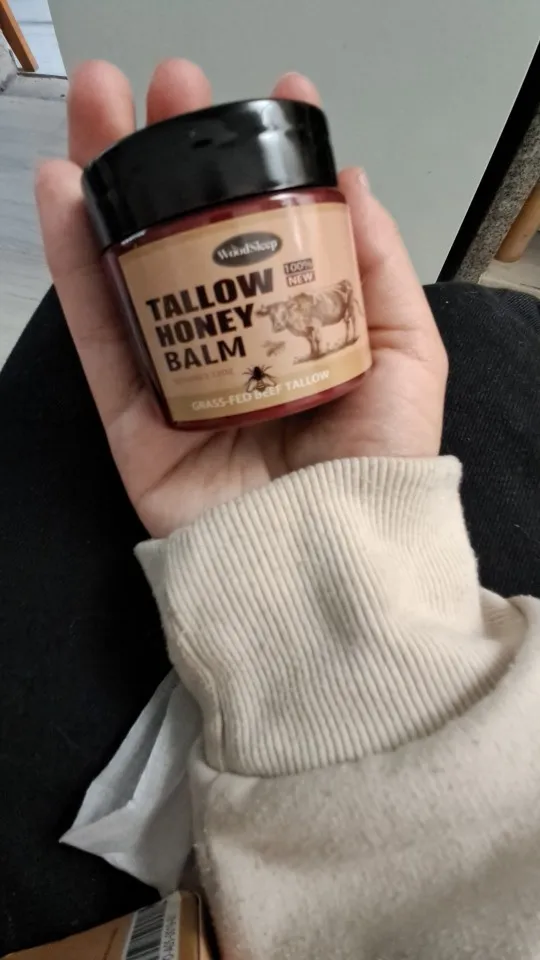 WoodSleep
TALLOW
HONEY
BALM
100%
NEW
GRASS-FED BEEF TALLOW